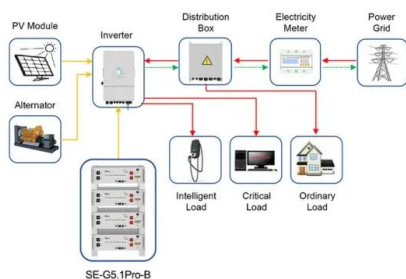 PV Module
Inverter
Distribution
Box
Electricity
Meter
Power
Grid
Alternator
Intelligent
Load
Critical
Load
Ordinary
Load
SE-G5.1Pro-B